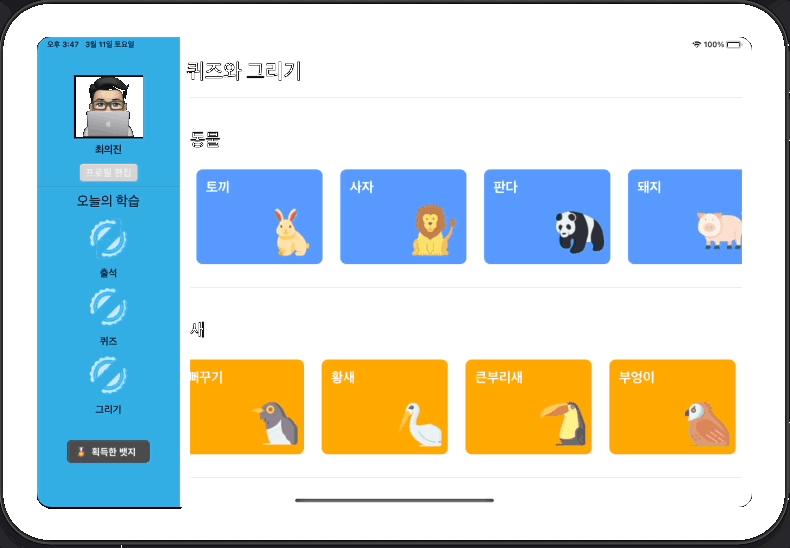 오후 3:47 3월 11일 토요일
100%
최의진
프로필 편집
오늘의 학습
출석
퀴즈
그리기
획득한 뱃지
퀴즈와 그리기
동물
토끼
사자
판다
돼지
새
뻐꾸기
황새
큰부리새
부엉이